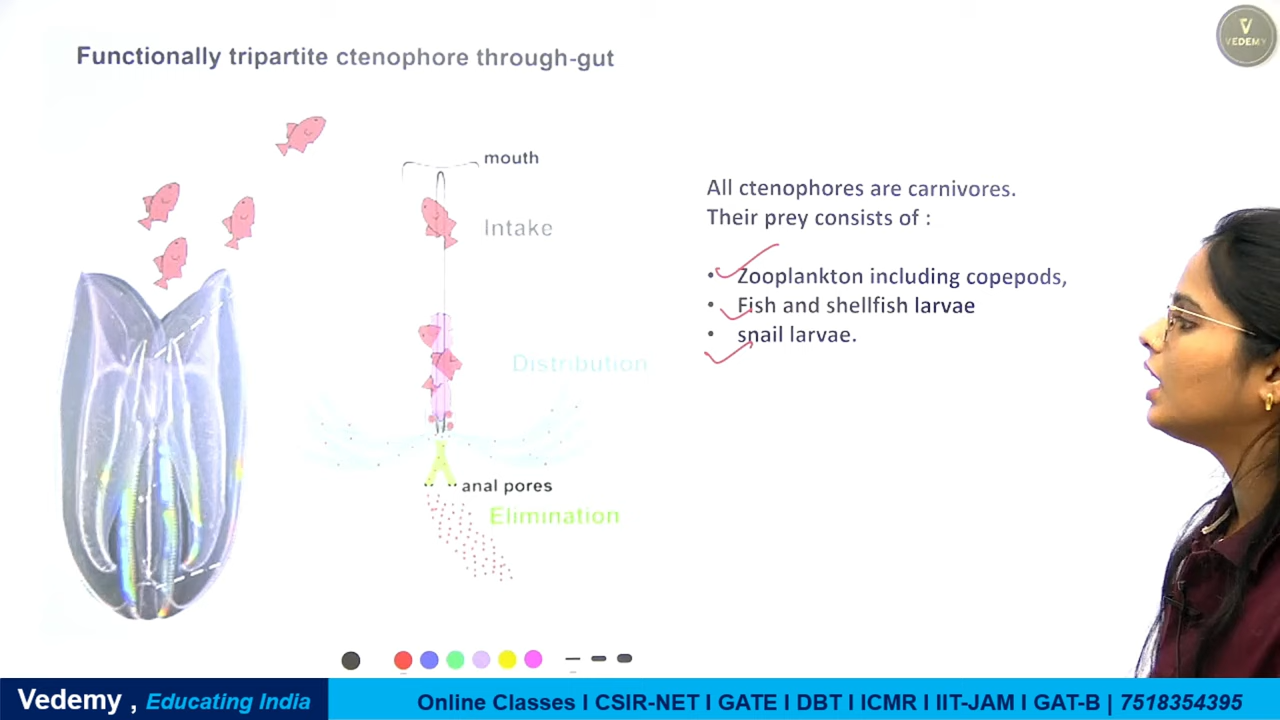 Functionally tripartite ctenophore through-gut
V
VEDEMY
mouth
Intake
Distribution
anal pores
Elimination
All ctenophores are carnivores.
Their prey consists of :
• Zooplankton including copepods,
• Fish and shellfish larvae
• snail larvae.
Vedemy , Educating India
Online Classes I CSIR-NET I GATE I DBT I ICMR I IIT-JAM I GAT-B I 7518354395